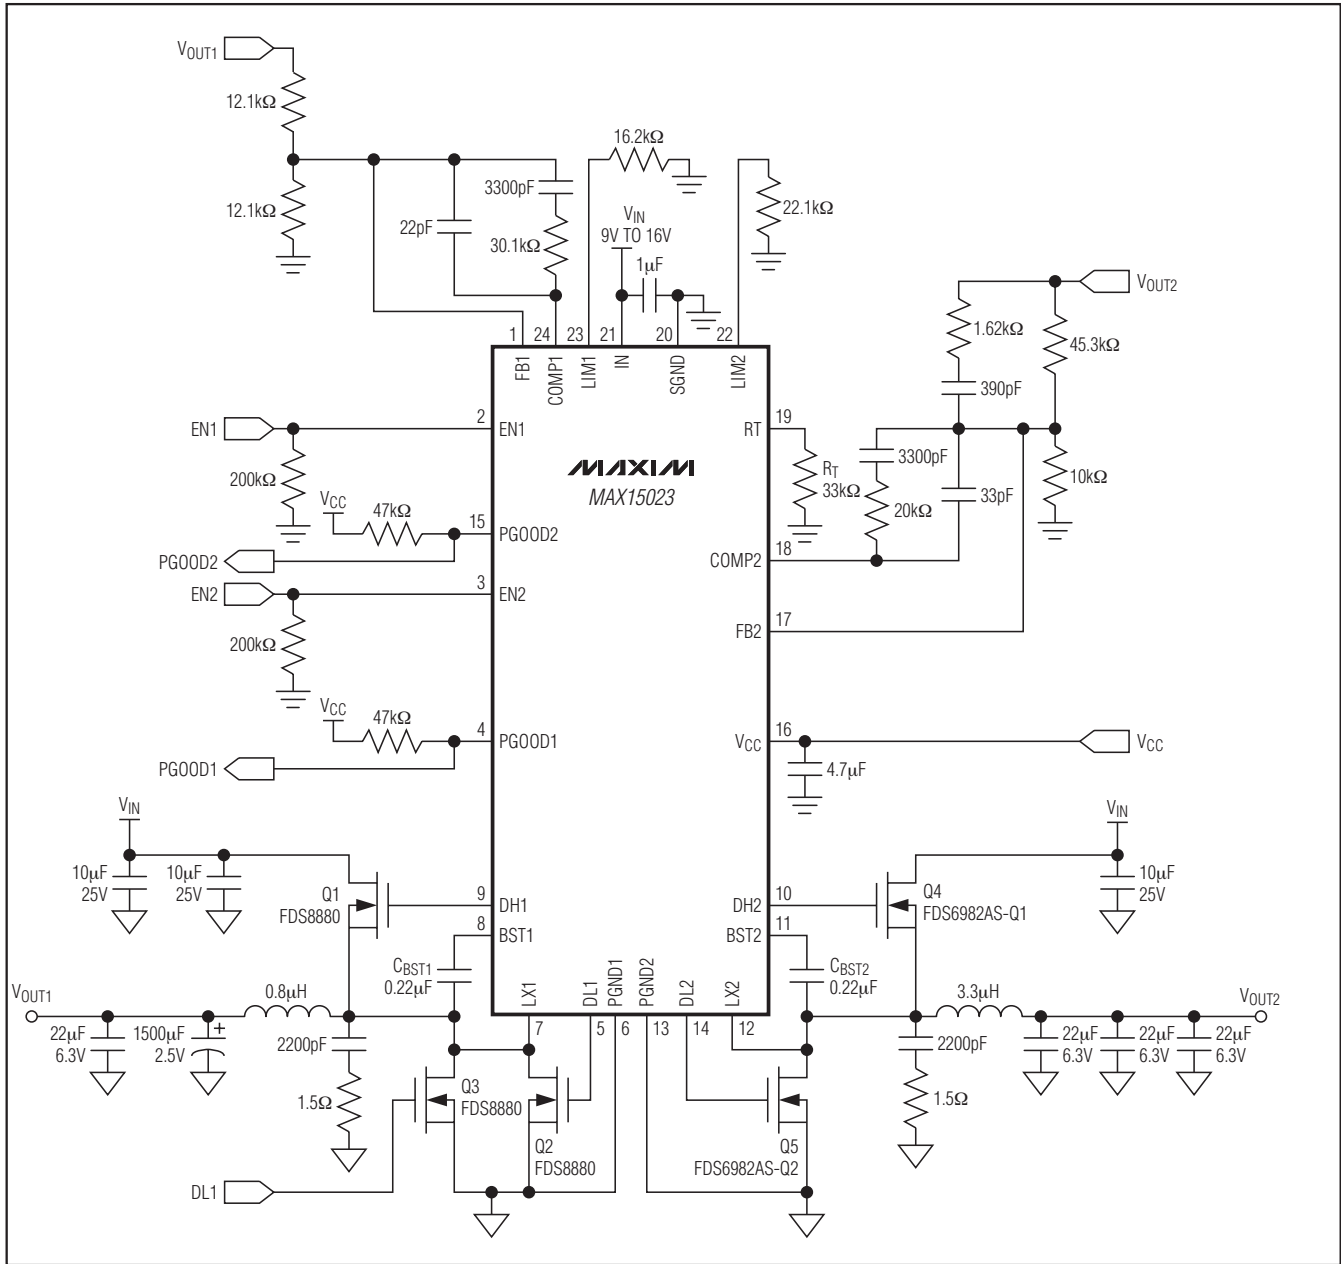 VOUT1
12.1kΩ
12.1kΩ
22pF
3300pF
30.1kΩ
16.2kΩ
VIN
9V TO 16V
1μF
22.1kΩ
VOUT2
1.62kΩ
45.3kΩ
390pF
3300pF
33pF
20kΩ
10kΩ
1
24
23
21
20
22
FB1
COMP1
LIM1
IN
SGND
LIM2
MAXIM
MAX15023
EN1
2
EN1
200kΩ
VCC
47kΩ
15
PGOOD2
PGOOD2
EN2
3
EN2
200kΩ
VCC
47kΩ
4
PGOOD1
PGOOD1
RT
19
RT
33kΩ
COMP2
18
FB2
17
VCC
16
VCC
4.7μF
VIN
10μF
25V
10μF
25V
Q1
FDS8880
9
DH1
8
BST1
CBST1
0.22μF
DH2
10
BST2
11
CBST2
0.22μF
Q4
FDS6982AS-Q1
VIN
10μF
25V
LX1
DL1
PGND1
PGND2
DL2
LX2
7
5
6
13
14
12
VOUT1
0.8μH
22μF
6.3V
1500μF
+
2.5V
2200pF
1.5Ω
Q3
FDS8880
Q2
FDS8880
DL1
Q5
FDS6982AS-Q2
3.3μH
VOUT2
2200pF
1.5Ω
22μF
6.3V
22μF
6.3V
22μF
6.3V